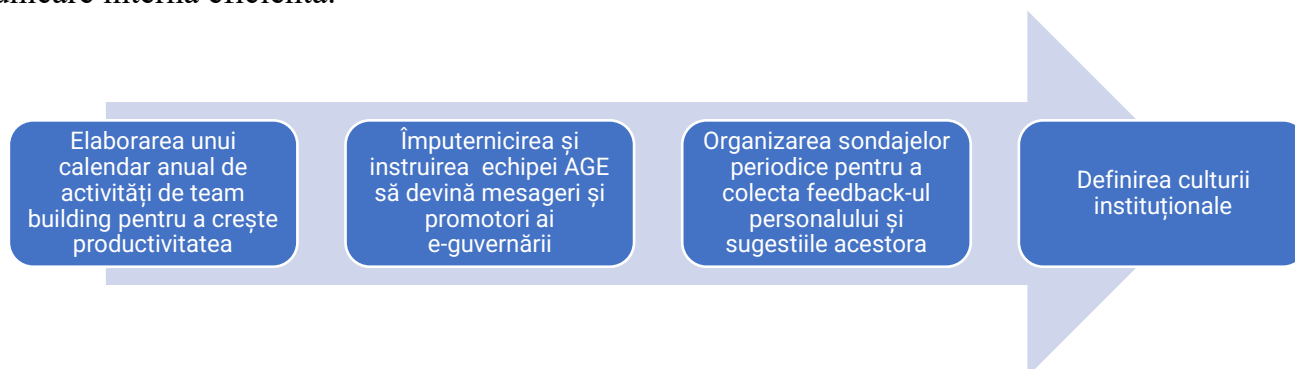 internă eficientă.
Elaborarea unui
calendar anual de
activități de team
building pentru a crește
productivitatea
Împuternicirea și
instruirea echipei AGE
să devină mesageri și
promotori ai
e-guvernării
Organizarea sondajelor
periodice pentru a
colecta feedback-ul
personalului și
sugestiile acestora
Definirea culturii
instituționale